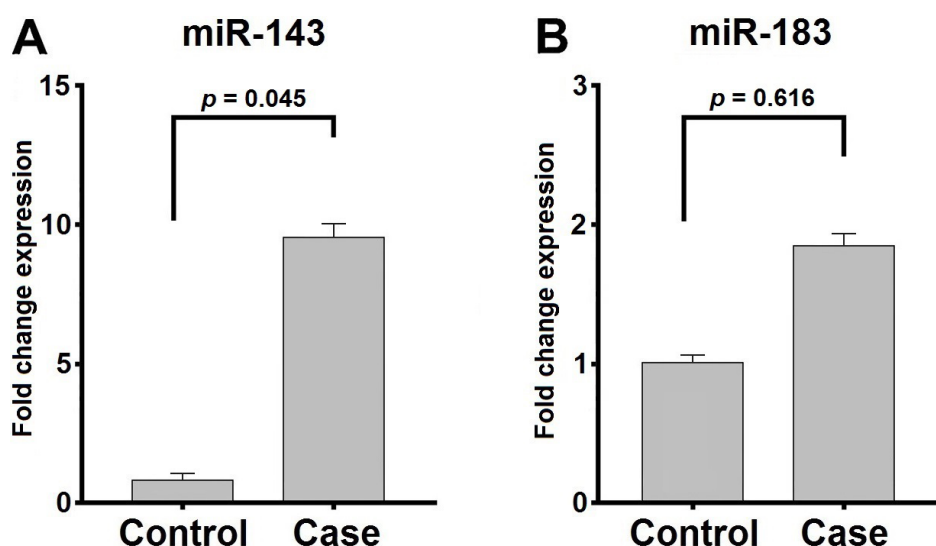 A
miR-143
Fold change expression
15
10
5
0
p = 0.045
Control Case
B
miR-183
Fold change expression
3
2
1
0
p = 0.616
Control Case